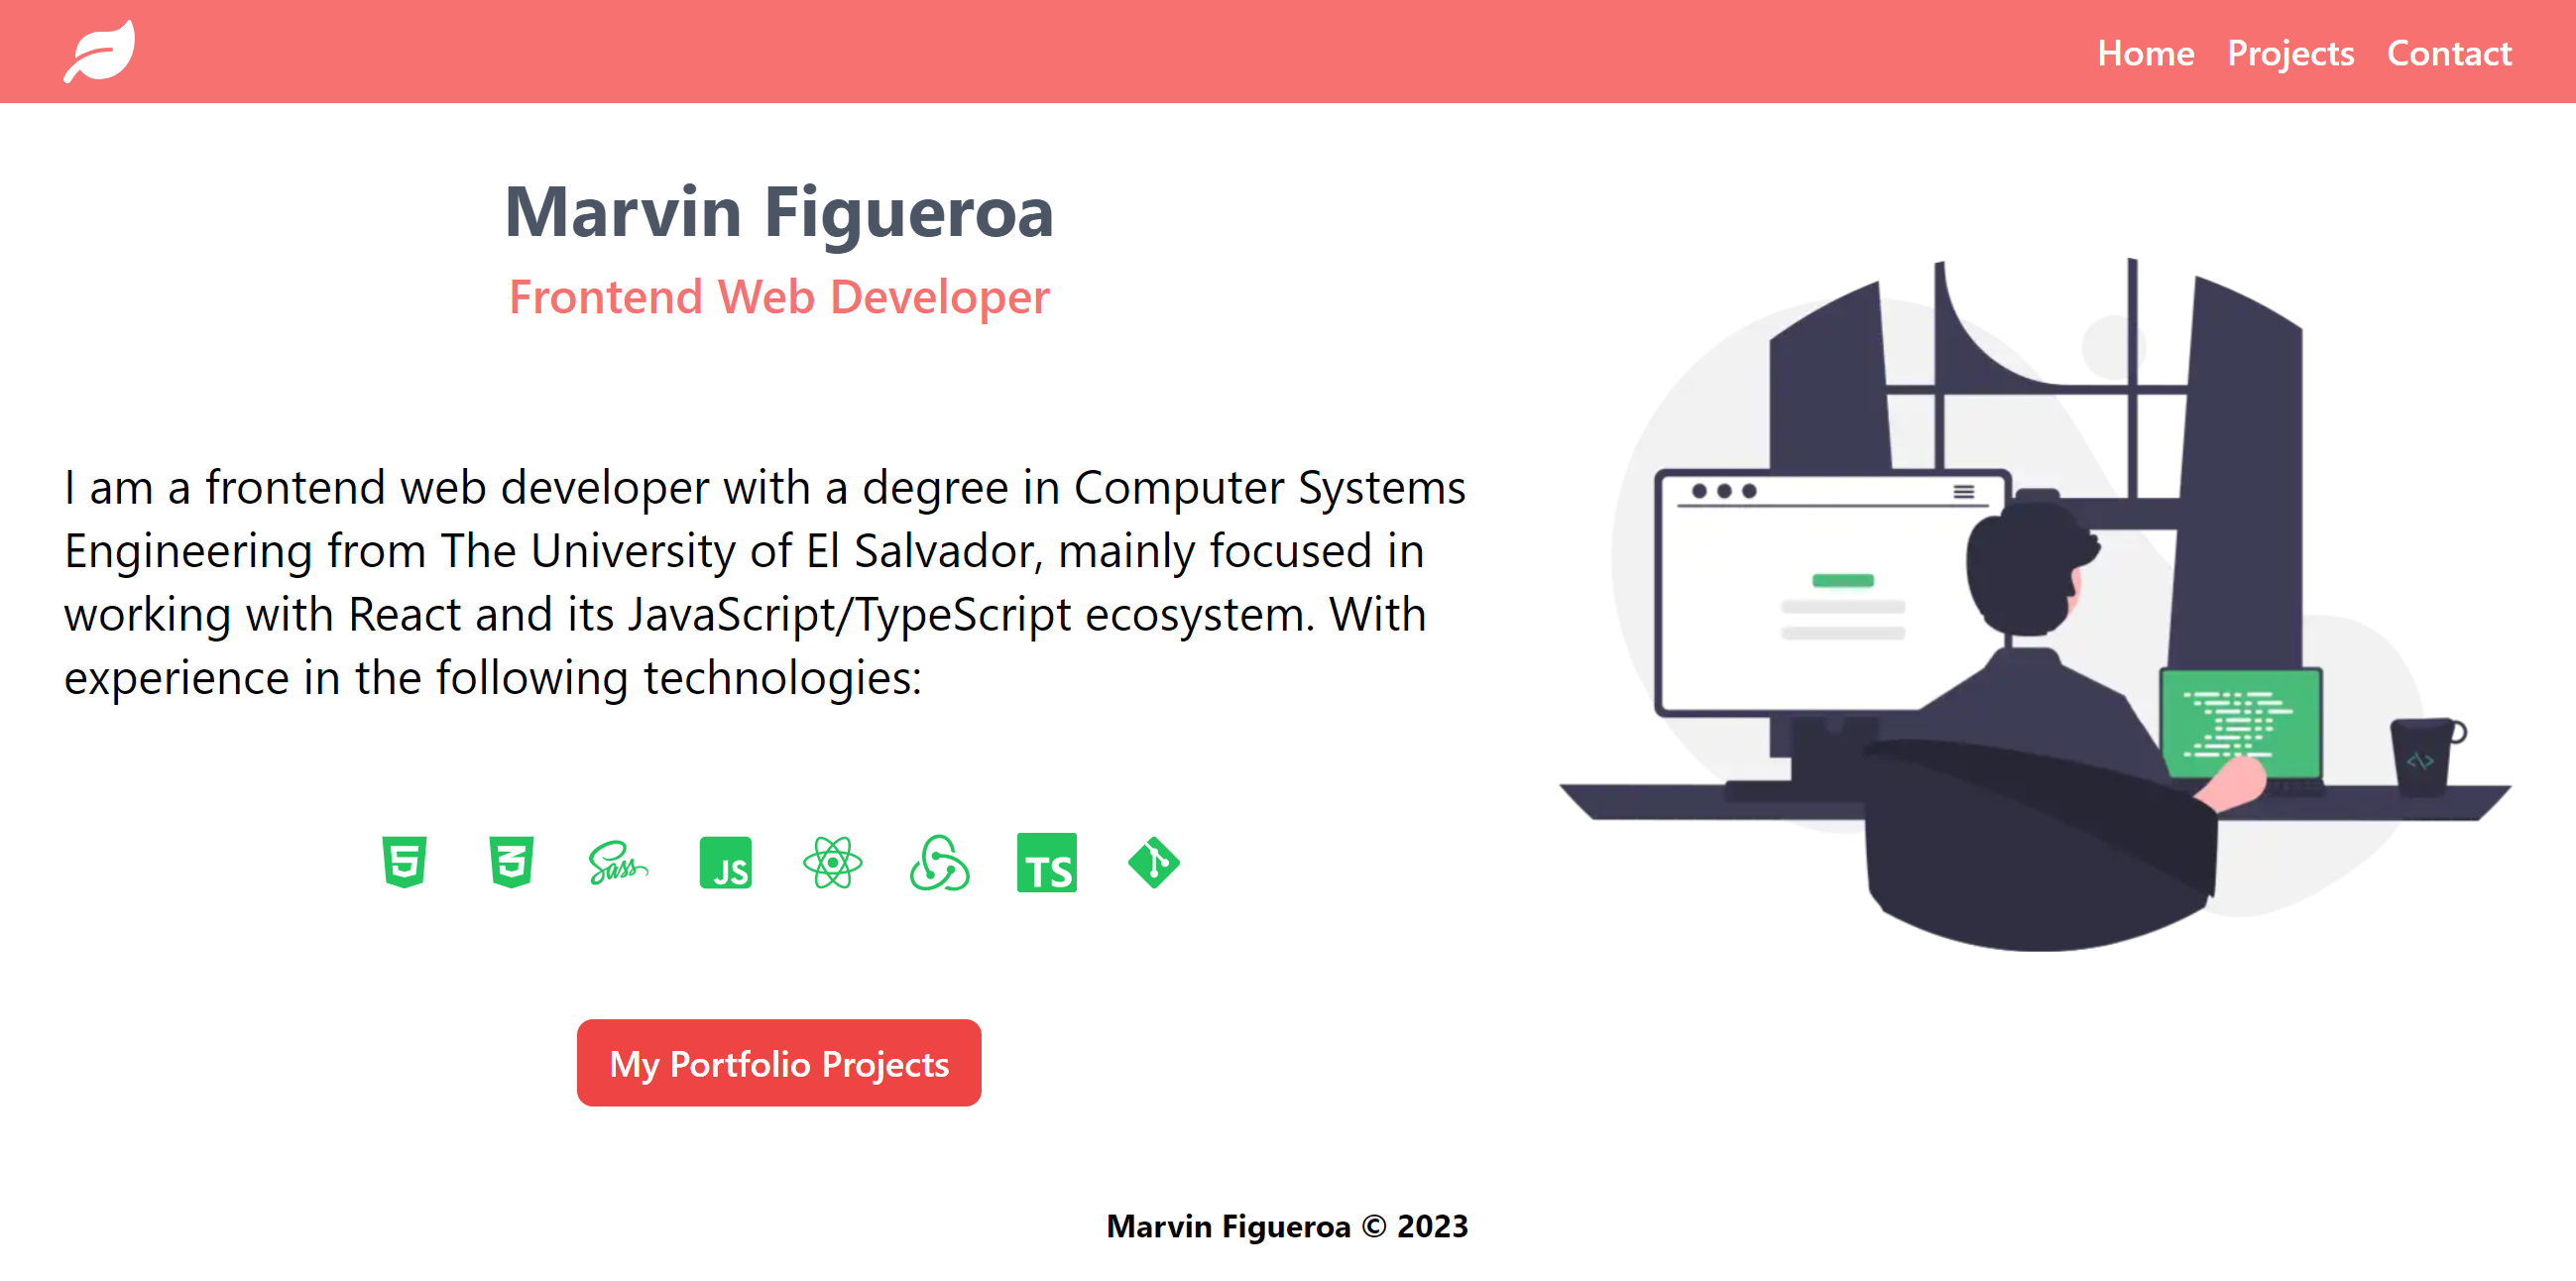 Home Projects Contact
Marvin Figueroa
Frontend Web Developer
I am a frontend web developer with a degree in Computer Systems
Engineering from The University of El Salvador, mainly focused in
working with React and its JavaScript/TypeScript ecosystem. With
experience in the following technologies:
5 3 Sass JS TS
</>
My Portfolio Projects
Marvin Figueroa © 2023